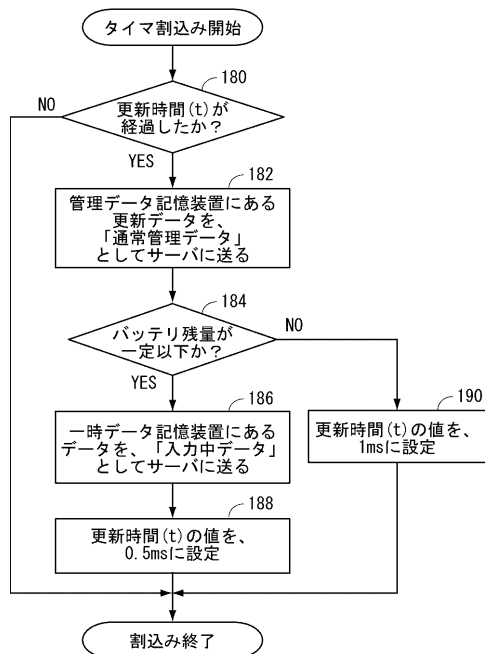 タイマ割込み開始
180
更新時間(t)が
経過したか？
NO
YES
182
管理データ記憶装置にある
更新データを、
「通常管理データ」
としてサーバに送る
184
バッテリ残量が
一定以下か？
NO
YES
186
一時データ記憶装置にある
データを、「入力中データ」
としてサーバに送る
190
更新時間(t)の値を、
1msに設定
188
更新時間(t)の値を、
0.5msに設定
割込み終了